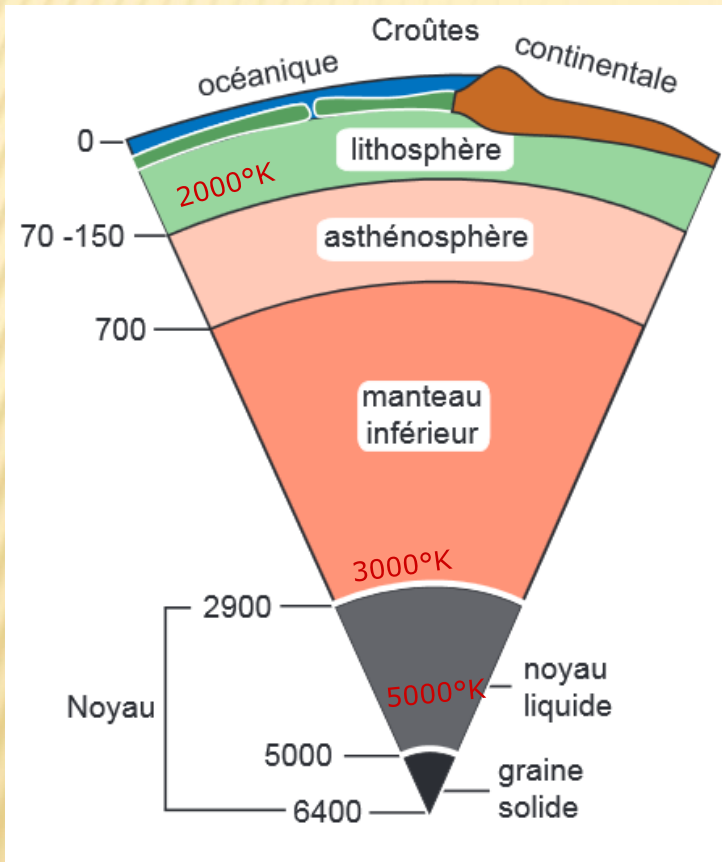 Croûtes
océanique
continentale
0
lithosphère
2000°K
70 -150
asthénosphère
700
manteau
inférieur
3000°K
2900
noyau
liquide
5000°K
Noyau
5000
graine
solide
6400